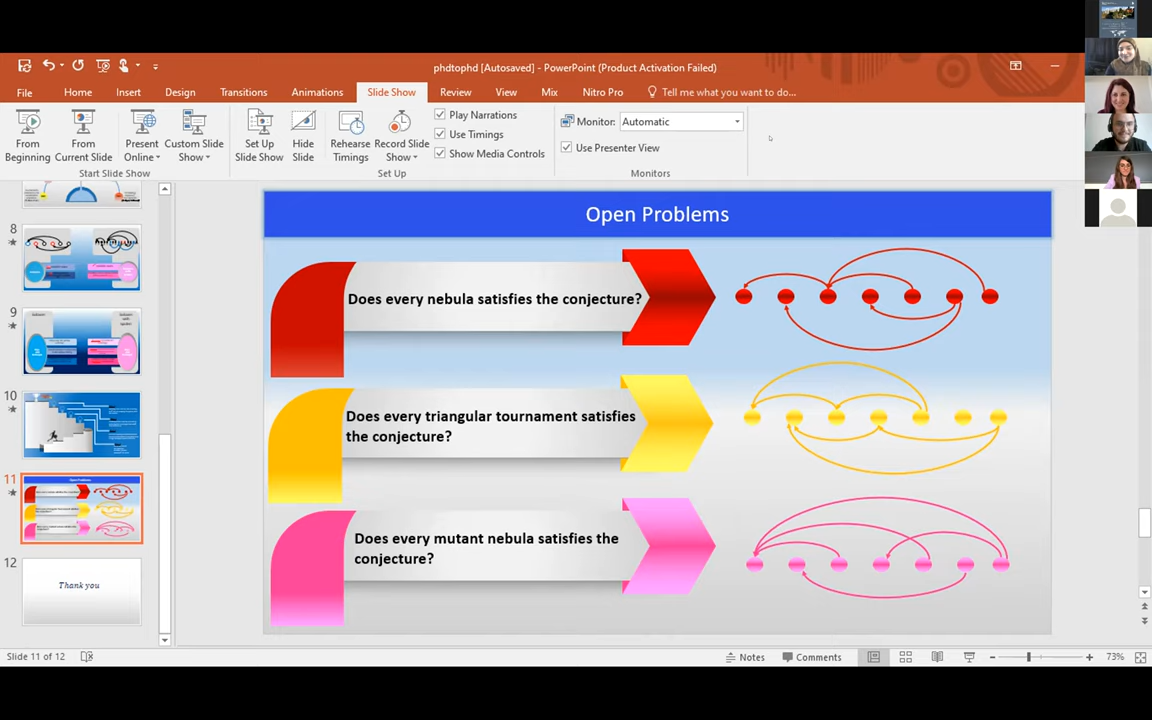 phdtophd [Autosaved] - PowerPoint (Product Activation Failed)
File Home Insert Design Transitions Animations Slide Show Review View Mix Nitro Pro Tell me what you want to do...
From Beginning
From Current Slide
Present Online
Custom Slide Show
Start Slide Show
Set Up Slide Show
Hide Slide
Rehearse Timings
Record Slide Show
Play Narrations
Use Timings
Show Media Controls
Set Up
Monitor: Automatic
Use Presenter View
Monitors
8
9
10
11
Open Problems
12
Thank you
Open Problems
Does every nebula satisfies the conjecture?
Does every triangular tournament satisfies
the conjecture?
Does every mutant nebula satisfies the
conjecture?
Slide 11 of 12
Notes Comments 73%